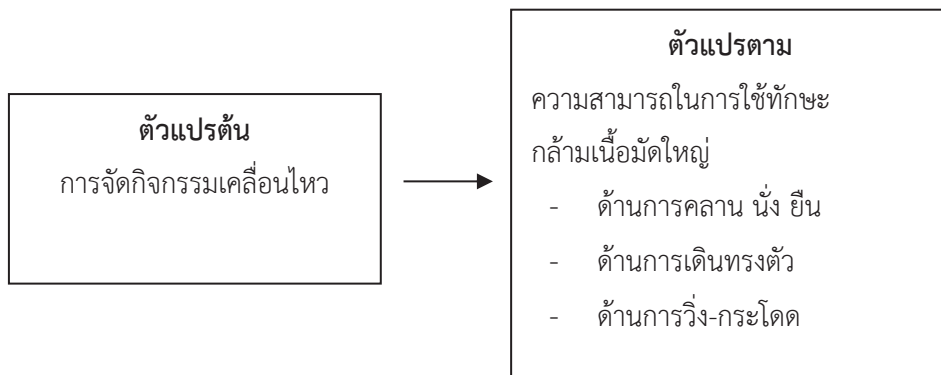 ตัวแปรต้น
การจัดกิจกรรมเคลื่อนไหว
ตัวแปรตาม
ความสามารถในการใช้ทักษะ
กล้ามเนื้อมัดใหญ่
- ด้านการคลาน นั่ง ยืน
- ด้านการเดินทรงตัว
- ด้านการวิ่ง-กระโดด